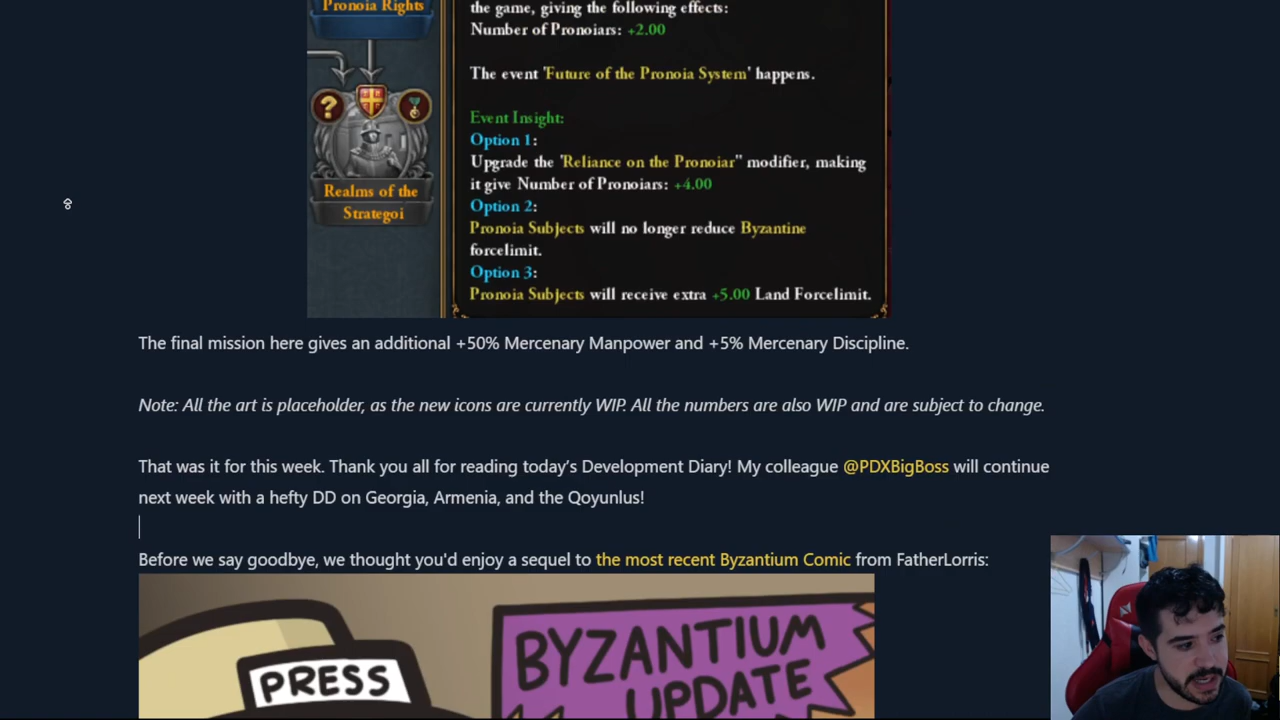 Pronoia Rights
the game, giving the following effects:
Number of Pronoiars: +2.00
The event 'Future of the Pronoia System' happens.
Event Insight:
Option 1:
Upgrade the 'Reliance on the Pronoiar" modifier, making
it give Number of Pronoiars: +4.00
Option 2:
Pronoia Subjects will no longer reduce Byzantine
forcelimit.
Option 3:
Pronoia Subjects will receive extra +5.00 Land Forcelimit.
Realms of the
Strategoi
The final mission here gives an additional +50% Mercenary Manpower and +5% Mercenary Discipline.
Note: All the art is placeholder, as the new icons are currently WIP. All the numbers are also WIP and are subject to change.
That was it for this week. Thank you all for reading today's Development Diary! My colleague @PDXBigBoss will continue
next week with a hefty DD on Georgia, Armenia, and the Qoyunlus!
Before we say goodbye, we thought you'd enjoy a sequel to the most recent Byzantium Comic from FatherLorris:
PRESS
BYZANTIUM
UPDATE